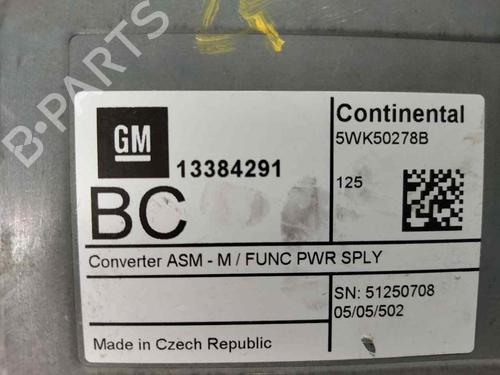 B-PARTS
GM
13384291
BC
Continental
5WK50278B
125
Converter ASM - M / FUNC PWR SPLY
SN: 51250708
05/05/502
Made in Czech Republic